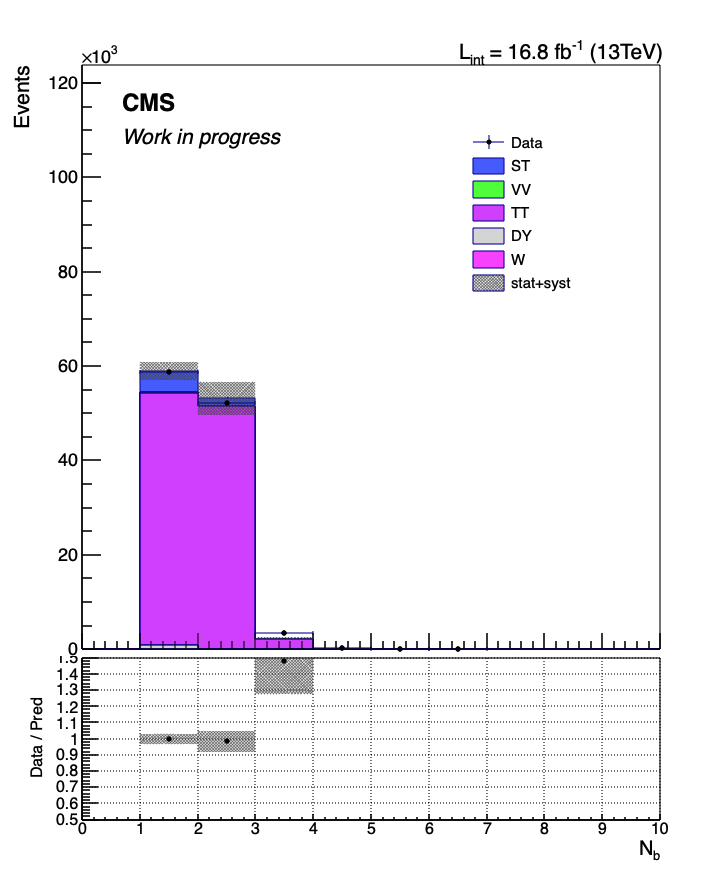 ×10³
L_int = 16.8 fb⁻¹ (13TeV)
Events
120
100
80
60
40
20
0
CMS
Work in progress
Data
ST
VV
TT
DY
W
stat+syst
Data / Pred
1.5
1.4
1.3
1.2
1.1
1
0.9
0.8
0.7
0.6
0.5
0 1 2 3 4 5 6 7 8 9 10
N_b